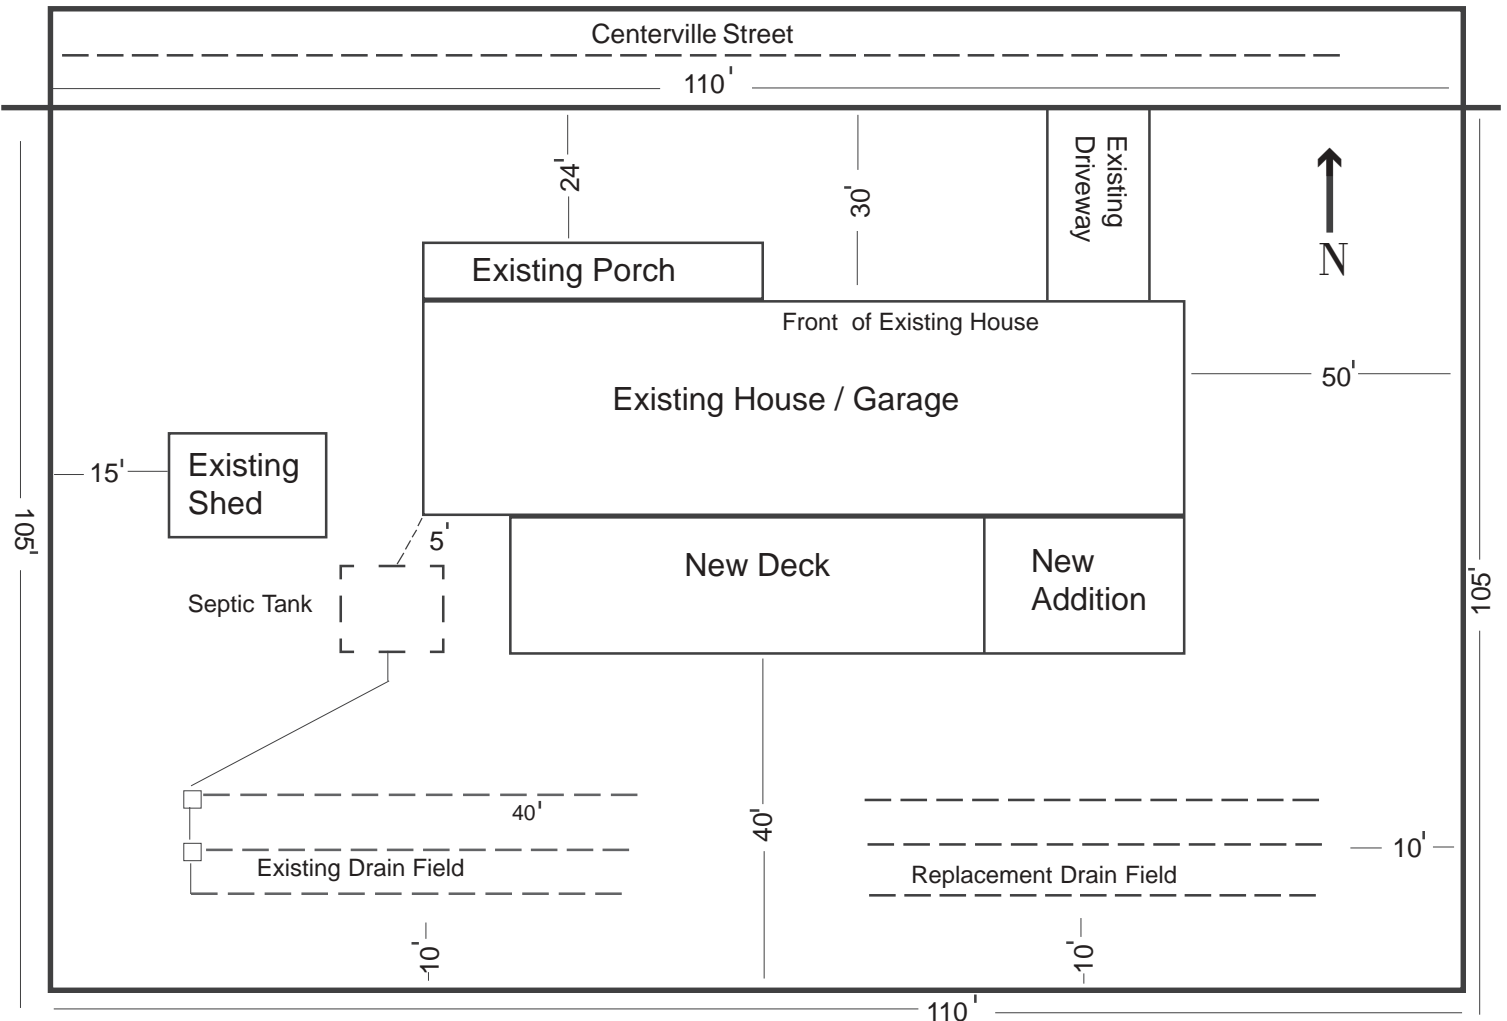 Centerville Street
110'
24'
30'
Existing
Driveway
N
Existing Porch
Front of Existing House
Existing House / Garage
50'
15'
Existing
Shed
105'
5'
New Deck
New
Addition
105'
Septic Tank
40'
40'
10'
Existing Drain Field
Replacement Drain Field
10'
10'
110'